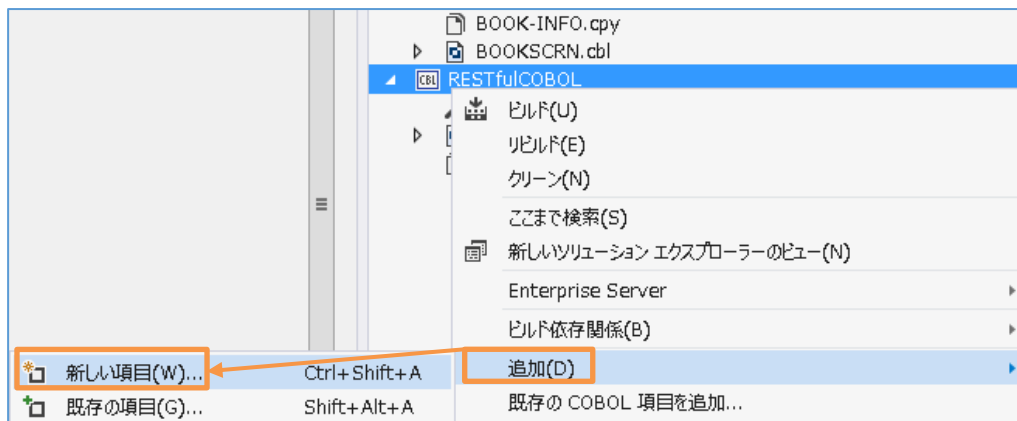 BOOK-INFO.cpy
BOOKSCRN.cbl
CBL RESTfulCOBOL
ビルド(U)
リビルド(E)
クリーン(N)
ここまで検索(S)
新しいソリューション エクスプローラーのビュー(N)
Enterprise Server
ビルド依存関係(B)
追加(D)
既存の COBOL 項目を追加...
新しい項目(W)... Ctrl+Shift+A
既存の項目(G)... Shift+Alt+A